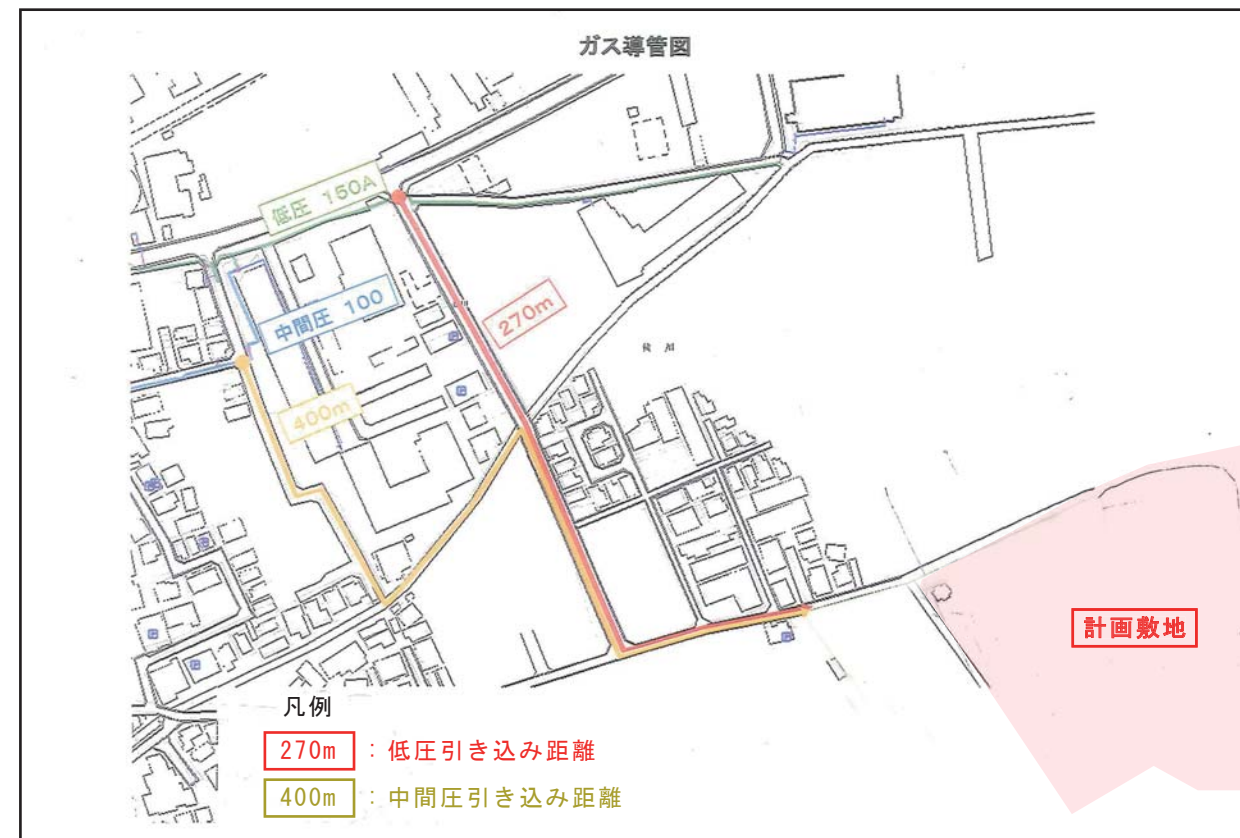 ガス導管図
低圧 150A
中間圧 100
270m
400m
計画敷地
凡例
270m : 低圧引き込み距離
400m : 中間圧引き込み距離